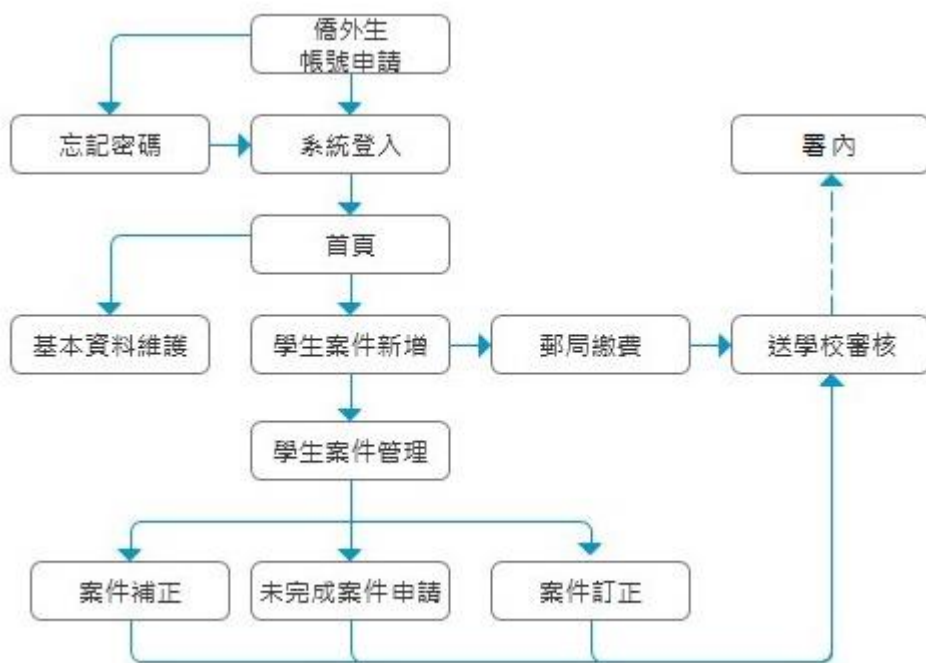 僑外生
帳號申請
忘記密碼
系統登入
署內
首頁
基本資料維護
學生案件新增
郵局繳費
送學校審核
學生案件管理
案件補正
未完成案件申請
案件訂正